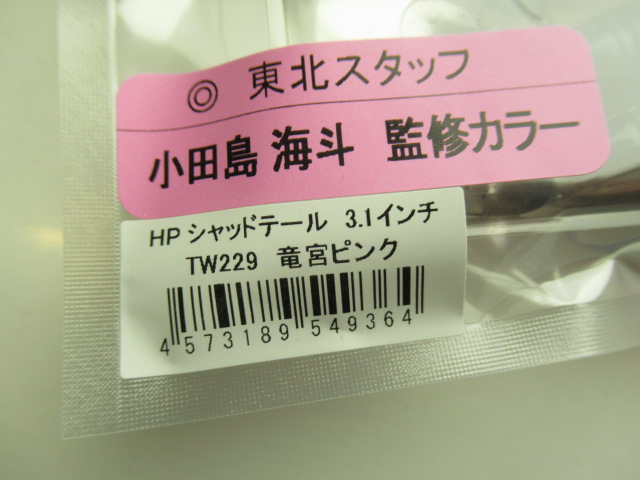 ◎ 東北スタッフ
小田島 海斗 監修カラー
HP シャッドテール 3.1インチ
TW229 竜宮ピンク
4 573189 549364